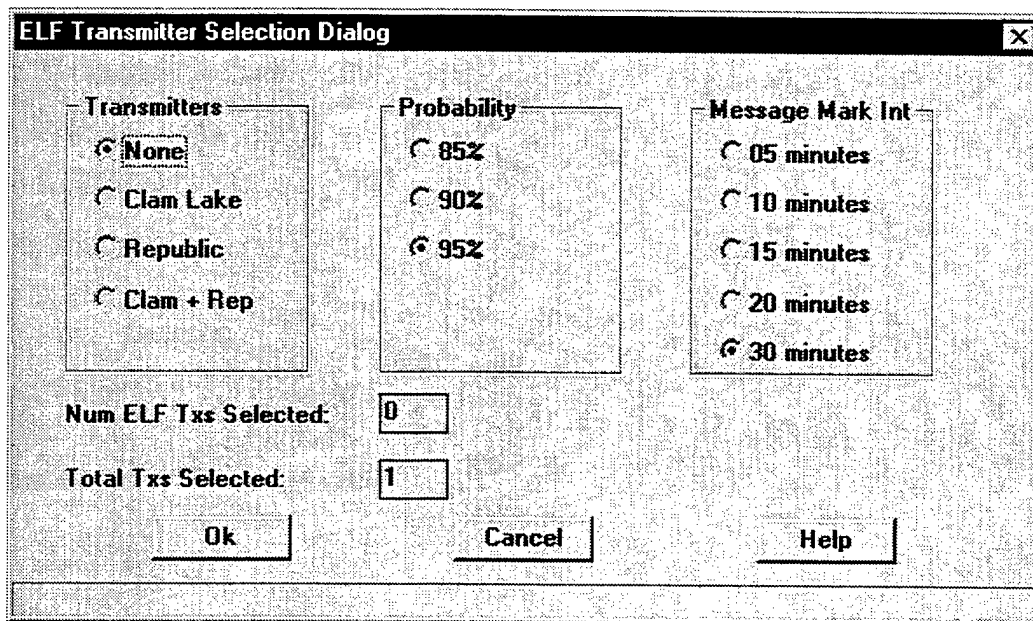 ELF Transmitter Selection Dialog
Transmitters
None
Clam Lake
Republic
Clam + Rep
Probability
85%
90%
95%
Message Mark Int
05 minutes
10 minutes
15 minutes
20 minutes
30 minutes
Num ELF Txs Selected: 0
Total Txs Selected: 1
Ok Cancel Help